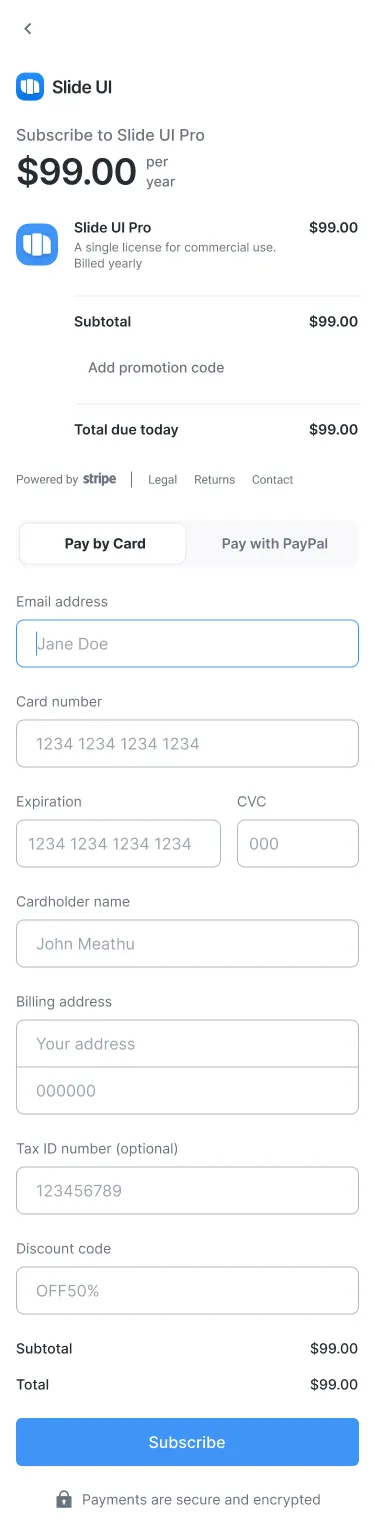 Slide UI
Subscribe to Slide UI Pro
$99.00 per
year
Slide UI Pro $99.00
A single license for commercial use.
Billed yearly
Subtotal $99.00
Add promotion code
Total due today $99.00
Powered by stripe | Legal Returns Contact
Pay by Card Pay with PayPal
Email address
Jane Doe
Card number
1234 1234 1234 1234
Expiration CVC
1234 1234 1234 1234 000
Cardholder name
John Meathu
Billing address
Your address
000000
Tax ID number (optional)
123456789
Discount code
OFF50%
Subtotal $99.00
Total $99.00
Subscribe
Payments are secure and encrypted